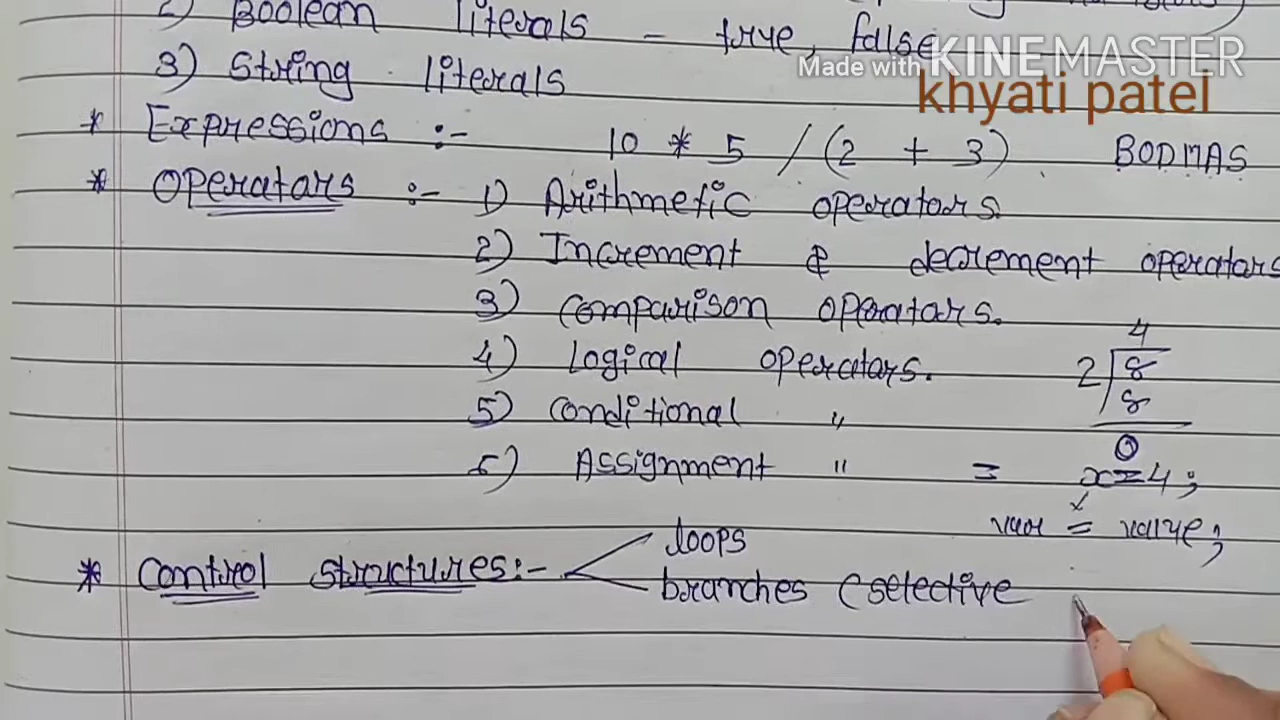 2) Boolean literals - true, false
3) String literals
Made with KINEMASTER
khyati patel
* Expressions :- 10 * 5 / (2 + 3) BODMAS
* Operators :- 1) Arithmetic operators.
2) Increment & decrement operators
3) Comparison operators.
4) Logical operators.
5) Conditional "
6) Assignment " = x=4;
var = value;
2 8 4
8
0
* Control structures:- loops
branches (selective